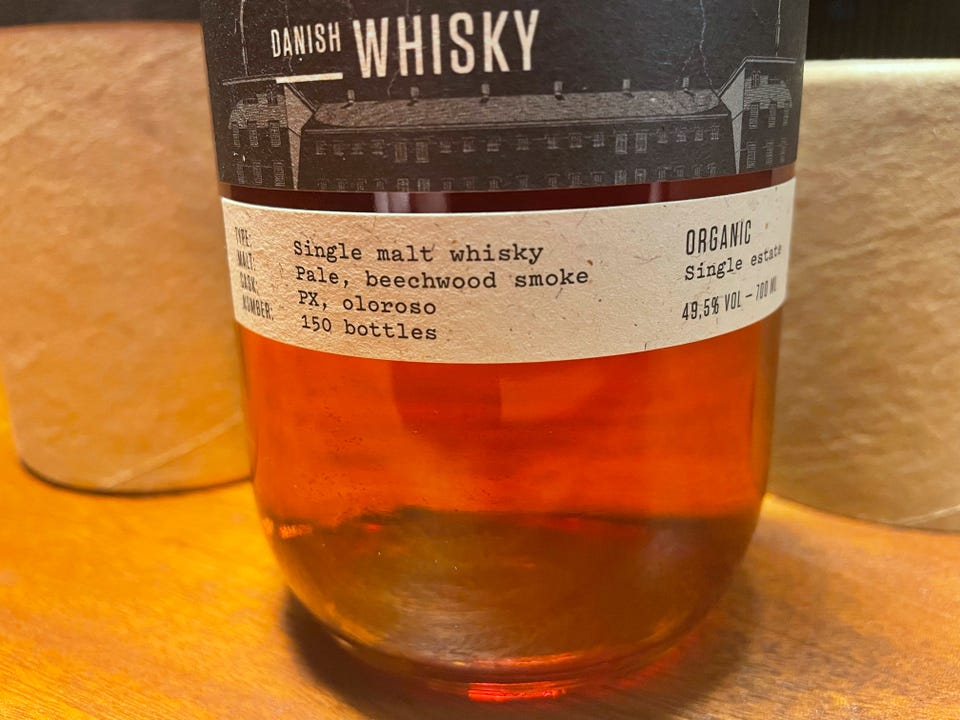 DANISH WHISKY
TYPE: Single malt whisky
MALT: Pale, beechwood smoke
CASK: PX, oloroso
NUMBER: 150 bottles
ORGANIC
Single estate
49,5% VOL – 700 ML